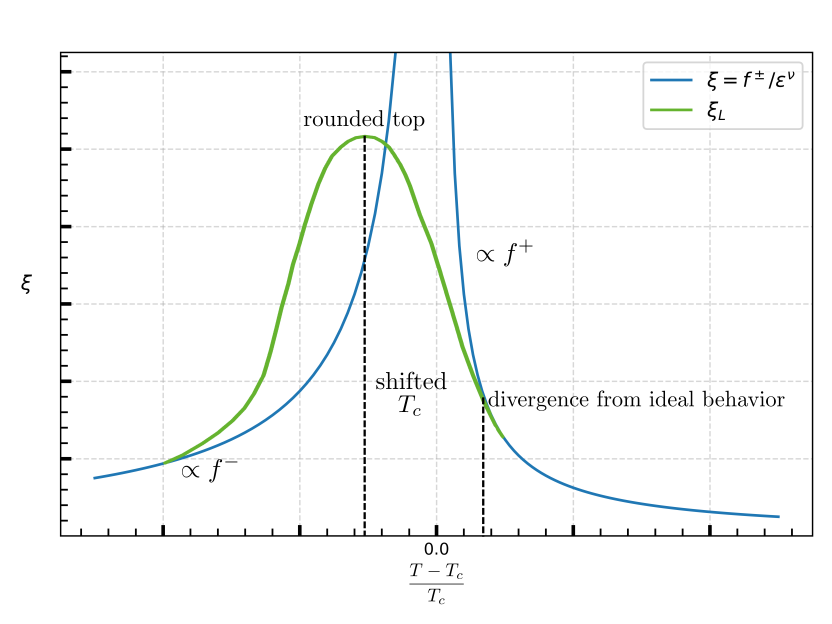 ξ = f^± /ε^ν
ξ_L
rounded top
∝ f^+
ξ
shifted
T_c
divergence from ideal behavior
∝ f^−
0.0
T − T_c
T_c